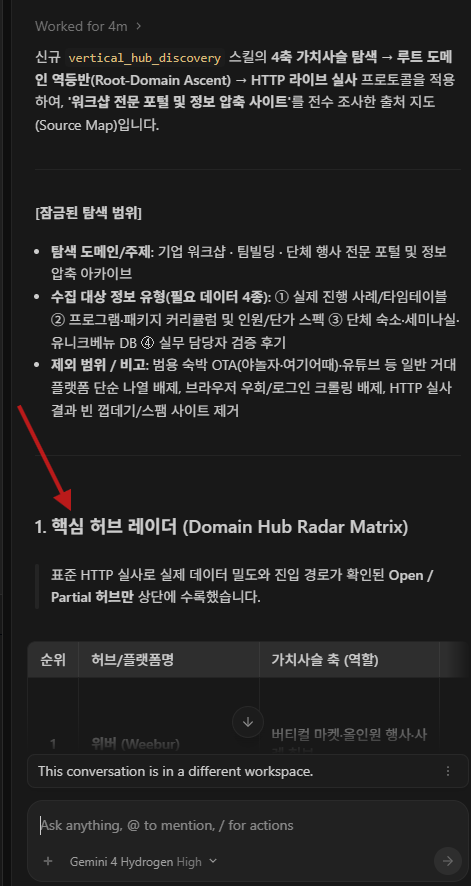 Worked for 4m >
신규 vertical_hub_discovery 스킬의 4축 가치사슬 탐색 → 루트 도메
인 역등반(Root-Domain Ascent) → HTTP 라이브 실사 프로토콜을 적용
하여, '워크샵 전문 포털 및 정보 압축 사이트'를 전수 조사한 출처 지도
(Source Map)입니다.
[잠금된 탐색 범위]
• 탐색 도메인/주제: 기업 워크샵 · 팀빌딩 · 단체 행사 전문 포털 및 정보
압축 아카이브
• 수집 대상 정보 유형(필요 데이터 4종): ① 실제 진행 사례/타임테이블
② 프로그램·패키지 커리큘럼 및 인원/단가 스펙 ③ 단체 숙소·세미나실·
유니크베뉴 DB ④ 실무 담당자 검증 후기
• 제외 범위 / 비고: 범용 숙박 OTA(야놀자·여기어때)·유튜브 등 일반 거대
플랫폼 단순 나열 배제, 브라우저 우회/로그인 크롤링 배제, HTTP 실사
결과 빈 껍데기/스팸 사이트 제거
1. 핵심 허브 레이더 (Domain Hub Radar Matrix)
표준 HTTP 실사로 실제 데이터 밀도와 진입 경로가 확인된 Open /
Partial 허브만 상단에 수록했습니다.
순위 허브/플랫폼명 가치사슬 축 (역할)
1 위버 (Weebur) 버티컬 마켓·올인원 행사·사
This conversation is in a different workspace.
Ask anything, @ to mention, / for actions
+ Gemini 4 Hydrogen High